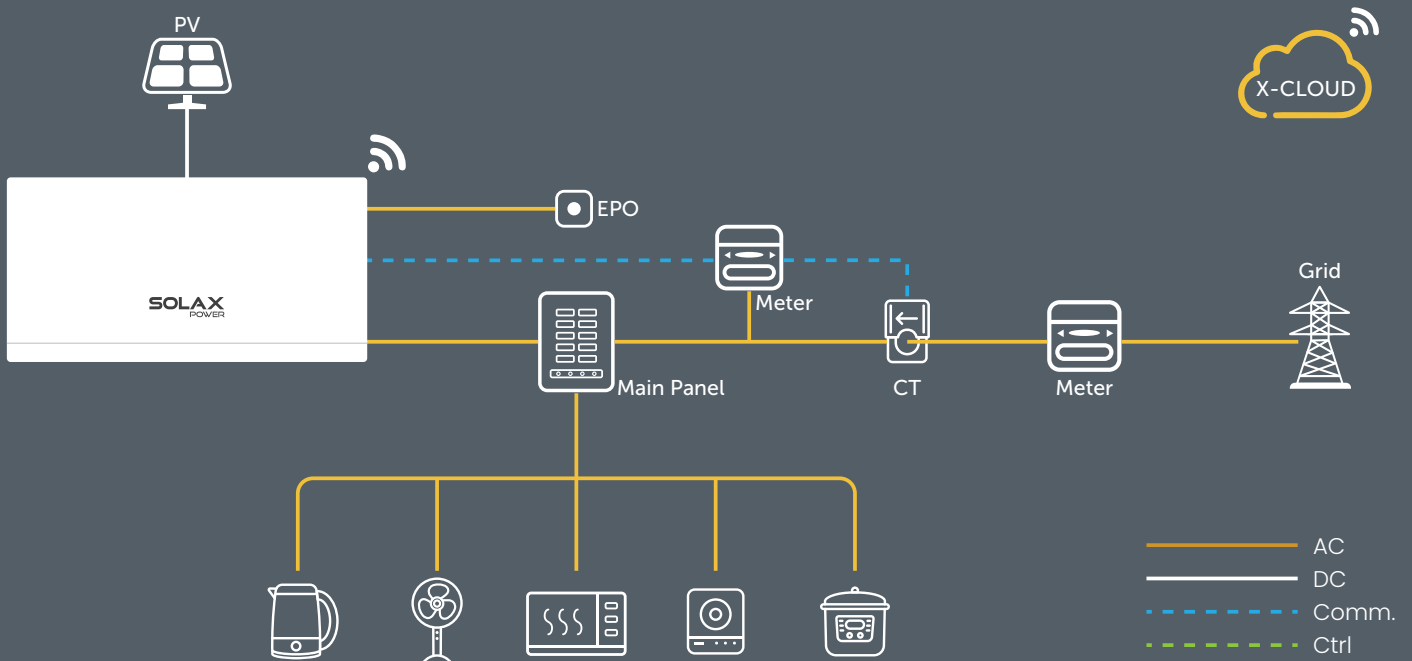 PV
X-CLOUD
EPO
SOLAX
POWER
Meter
Grid
Main Panel
CT
Meter
AC
DC
Comm.
Ctrl